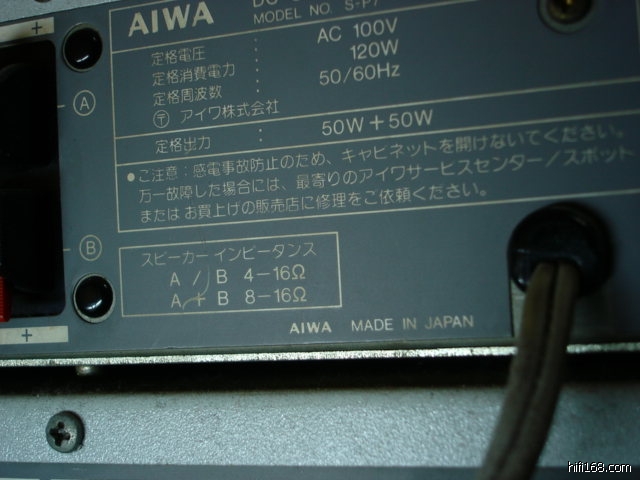 AIWA
MODEL NO. S-P7
定格電圧 : AC 100V
定格消費電力 : 120W
定格周波数 : 50/60Hz
〒 アイワ株式会社
定格出力 : 50W+50W
●ご注意:感電事故防止のため、キャビネットを開けないでください。
万一故障した場合には、最寄りのアイワサービスセンター/スポット
またはお買上げの販売店に修理をご依頼ください。
スピーカー インピーダンス
A / B 4-16Ω
A + B 8-16Ω
AIWA MADE IN JAPAN
+
A
B
+
hifi168.com